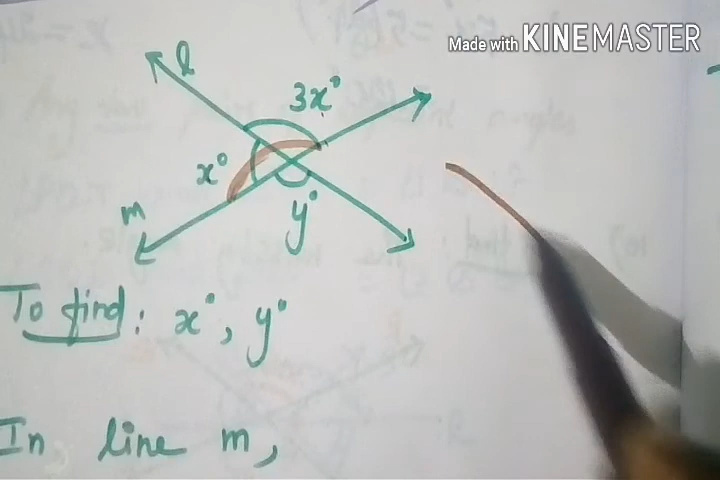 Made with KINEMASTER
l
3x°
x°
m
y°
To find: x°, y°
In line m,